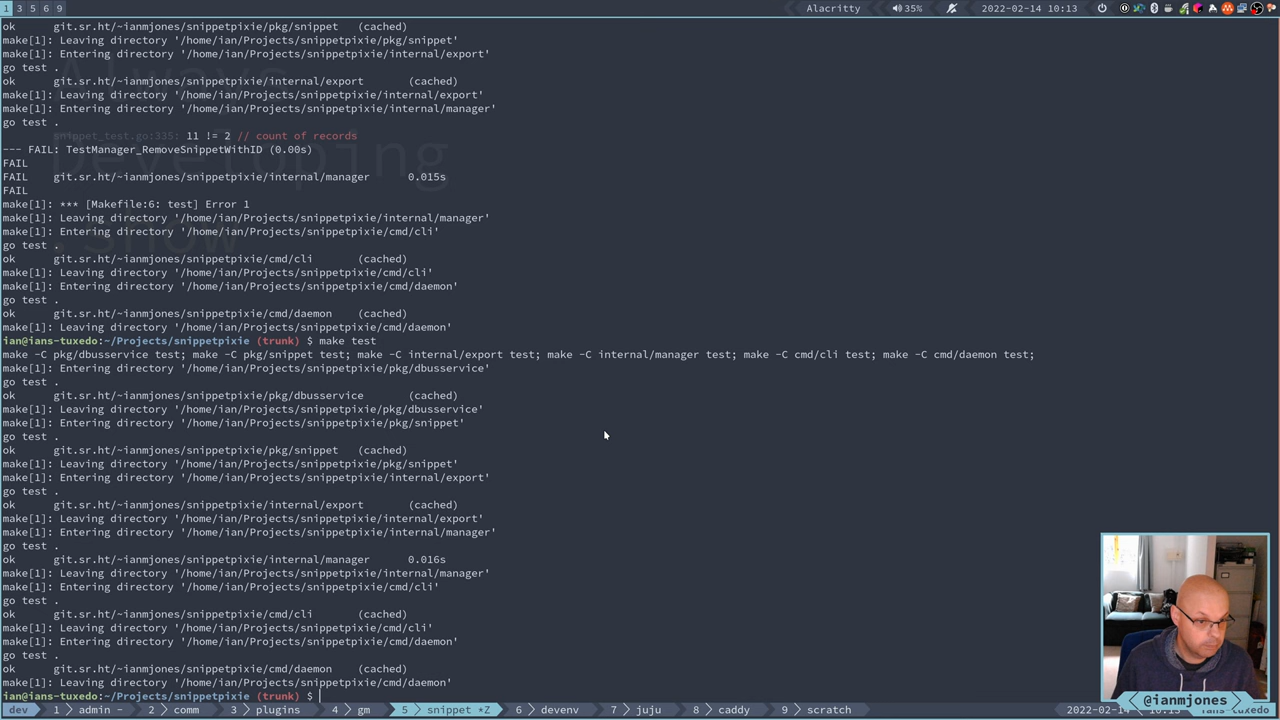 1 3 5 6 9 Alacritty 35% 2022-02-14 10:13
ok git.sr.ht/~ianmjones/snippetpixie/pkg/snippet (cached)
make[1]: Leaving directory '/home/ian/Projects/snippetpixie/pkg/snippet'
make[1]: Entering directory '/home/ian/Projects/snippetpixie/internal/export'
go test .
ok git.sr.ht/~ianmjones/snippetpixie/internal/export (cached)
make[1]: Leaving directory '/home/ian/Projects/snippetpixie/internal/export'
make[1]: Entering directory '/home/ian/Projects/snippetpixie/internal/manager'
go test .
snippet_test.go:335: 11 != 2 // count of records
--- FAIL: TestManager_RemoveSnippetWithID (0.00s)
FAIL
FAIL git.sr.ht/~ianmjones/snippetpixie/internal/manager 0.015s
FAIL
make[1]: *** [Makefile:6: test] Error 1
make[1]: Leaving directory '/home/ian/Projects/snippetpixie/internal/manager'
make[1]: Entering directory '/home/ian/Projects/snippetpixie/cmd/cli'
go test .
ok git.sr.ht/~ianmjones/snippetpixie/cmd/cli (cached)
make[1]: Leaving directory '/home/ian/Projects/snippetpixie/cmd/cli'
make[1]: Entering directory '/home/ian/Projects/snippetpixie/cmd/daemon'
go test .
ok git.sr.ht/~ianmjones/snippetpixie/cmd/daemon (cached)
make[1]: Leaving directory '/home/ian/Projects/snippetpixie/cmd/daemon'
ian@ians-tuxedo:~/Projects/snippetpixie (trunk) $ make test
make -C pkg/dbusservice test; make -C pkg/snippet test; make -C internal/export test; make -C internal/manager test; make -C cmd/cli test; make -C cmd/daemon test;
make[1]: Entering directory '/home/ian/Projects/snippetpixie/pkg/dbusservice'
go test .
ok git.sr.ht/~ianmjones/snippetpixie/pkg/dbusservice (cached)
make[1]: Leaving directory '/home/ian/Projects/snippetpixie/pkg/dbusservice'
make[1]: Entering directory '/home/ian/Projects/snippetpixie/pkg/snippet'
go test .
ok git.sr.ht/~ianmjones/snippetpixie/pkg/snippet (cached)
make[1]: Leaving directory '/home/ian/Projects/snippetpixie/pkg/snippet'
make[1]: Entering directory '/home/ian/Projects/snippetpixie/internal/export'
go test .
ok git.sr.ht/~ianmjones/snippetpixie/internal/export (cached)
make[1]: Leaving directory '/home/ian/Projects/snippetpixie/internal/export'
make[1]: Entering directory '/home/ian/Projects/snippetpixie/internal/manager'
go test .
ok git.sr.ht/~ianmjones/snippetpixie/internal/manager 0.016s
make[1]: Leaving directory '/home/ian/Projects/snippetpixie/internal/manager'
make[1]: Entering directory '/home/ian/Projects/snippetpixie/cmd/cli'
go test .
ok git.sr.ht/~ianmjones/snippetpixie/cmd/cli (cached)
make[1]: Leaving directory '/home/ian/Projects/snippetpixie/cmd/cli'
make[1]: Entering directory '/home/ian/Projects/snippetpixie/cmd/daemon'
go test .
ok git.sr.ht/~ianmjones/snippetpixie/cmd/daemon (cached)
make[1]: Leaving directory '/home/ian/Projects/snippetpixie/cmd/daemon'
ian@ians-tuxedo:~/Projects/snippetpixie (trunk) $
Always
Developing
.show
@ianmjones
dev 1 admin - 2 comm 3 plugins 4 gm 5 snippet *Z 6 devenv 7 juju 8 caddy 9 scratch 2022-02-14 ians-tuxedo